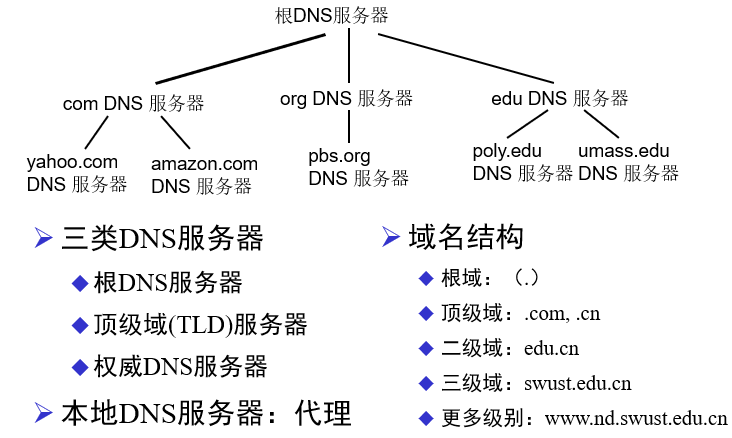 根DNS服务器
com DNS 服务器
org DNS 服务器
edu DNS 服务器
yahoo.com
DNS 服务器
amazon.com
DNS 服务器
pbs.org
DNS 服务器
poly.edu
DNS 服务器
umass.edu
DNS 服务器
三类DNS服务器
根DNS服务器
顶级域(TLD)服务器
权威DNS服务器
本地DNS服务器：代理
域名结构
根域：（.）
顶级域：.com, .cn
二级域：edu.cn
三级域：swust.edu.cn
更多级别：www.nd.swust.edu.cn